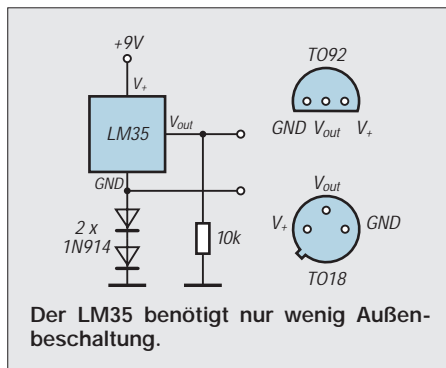 +9V
V+
LM35
Vout
GND
2 x
1N914
10k
TO92
GND Vout V+
Vout
V+ GND
TO18
Der LM35 benötigt nur wenig Außen-
beschaltung.